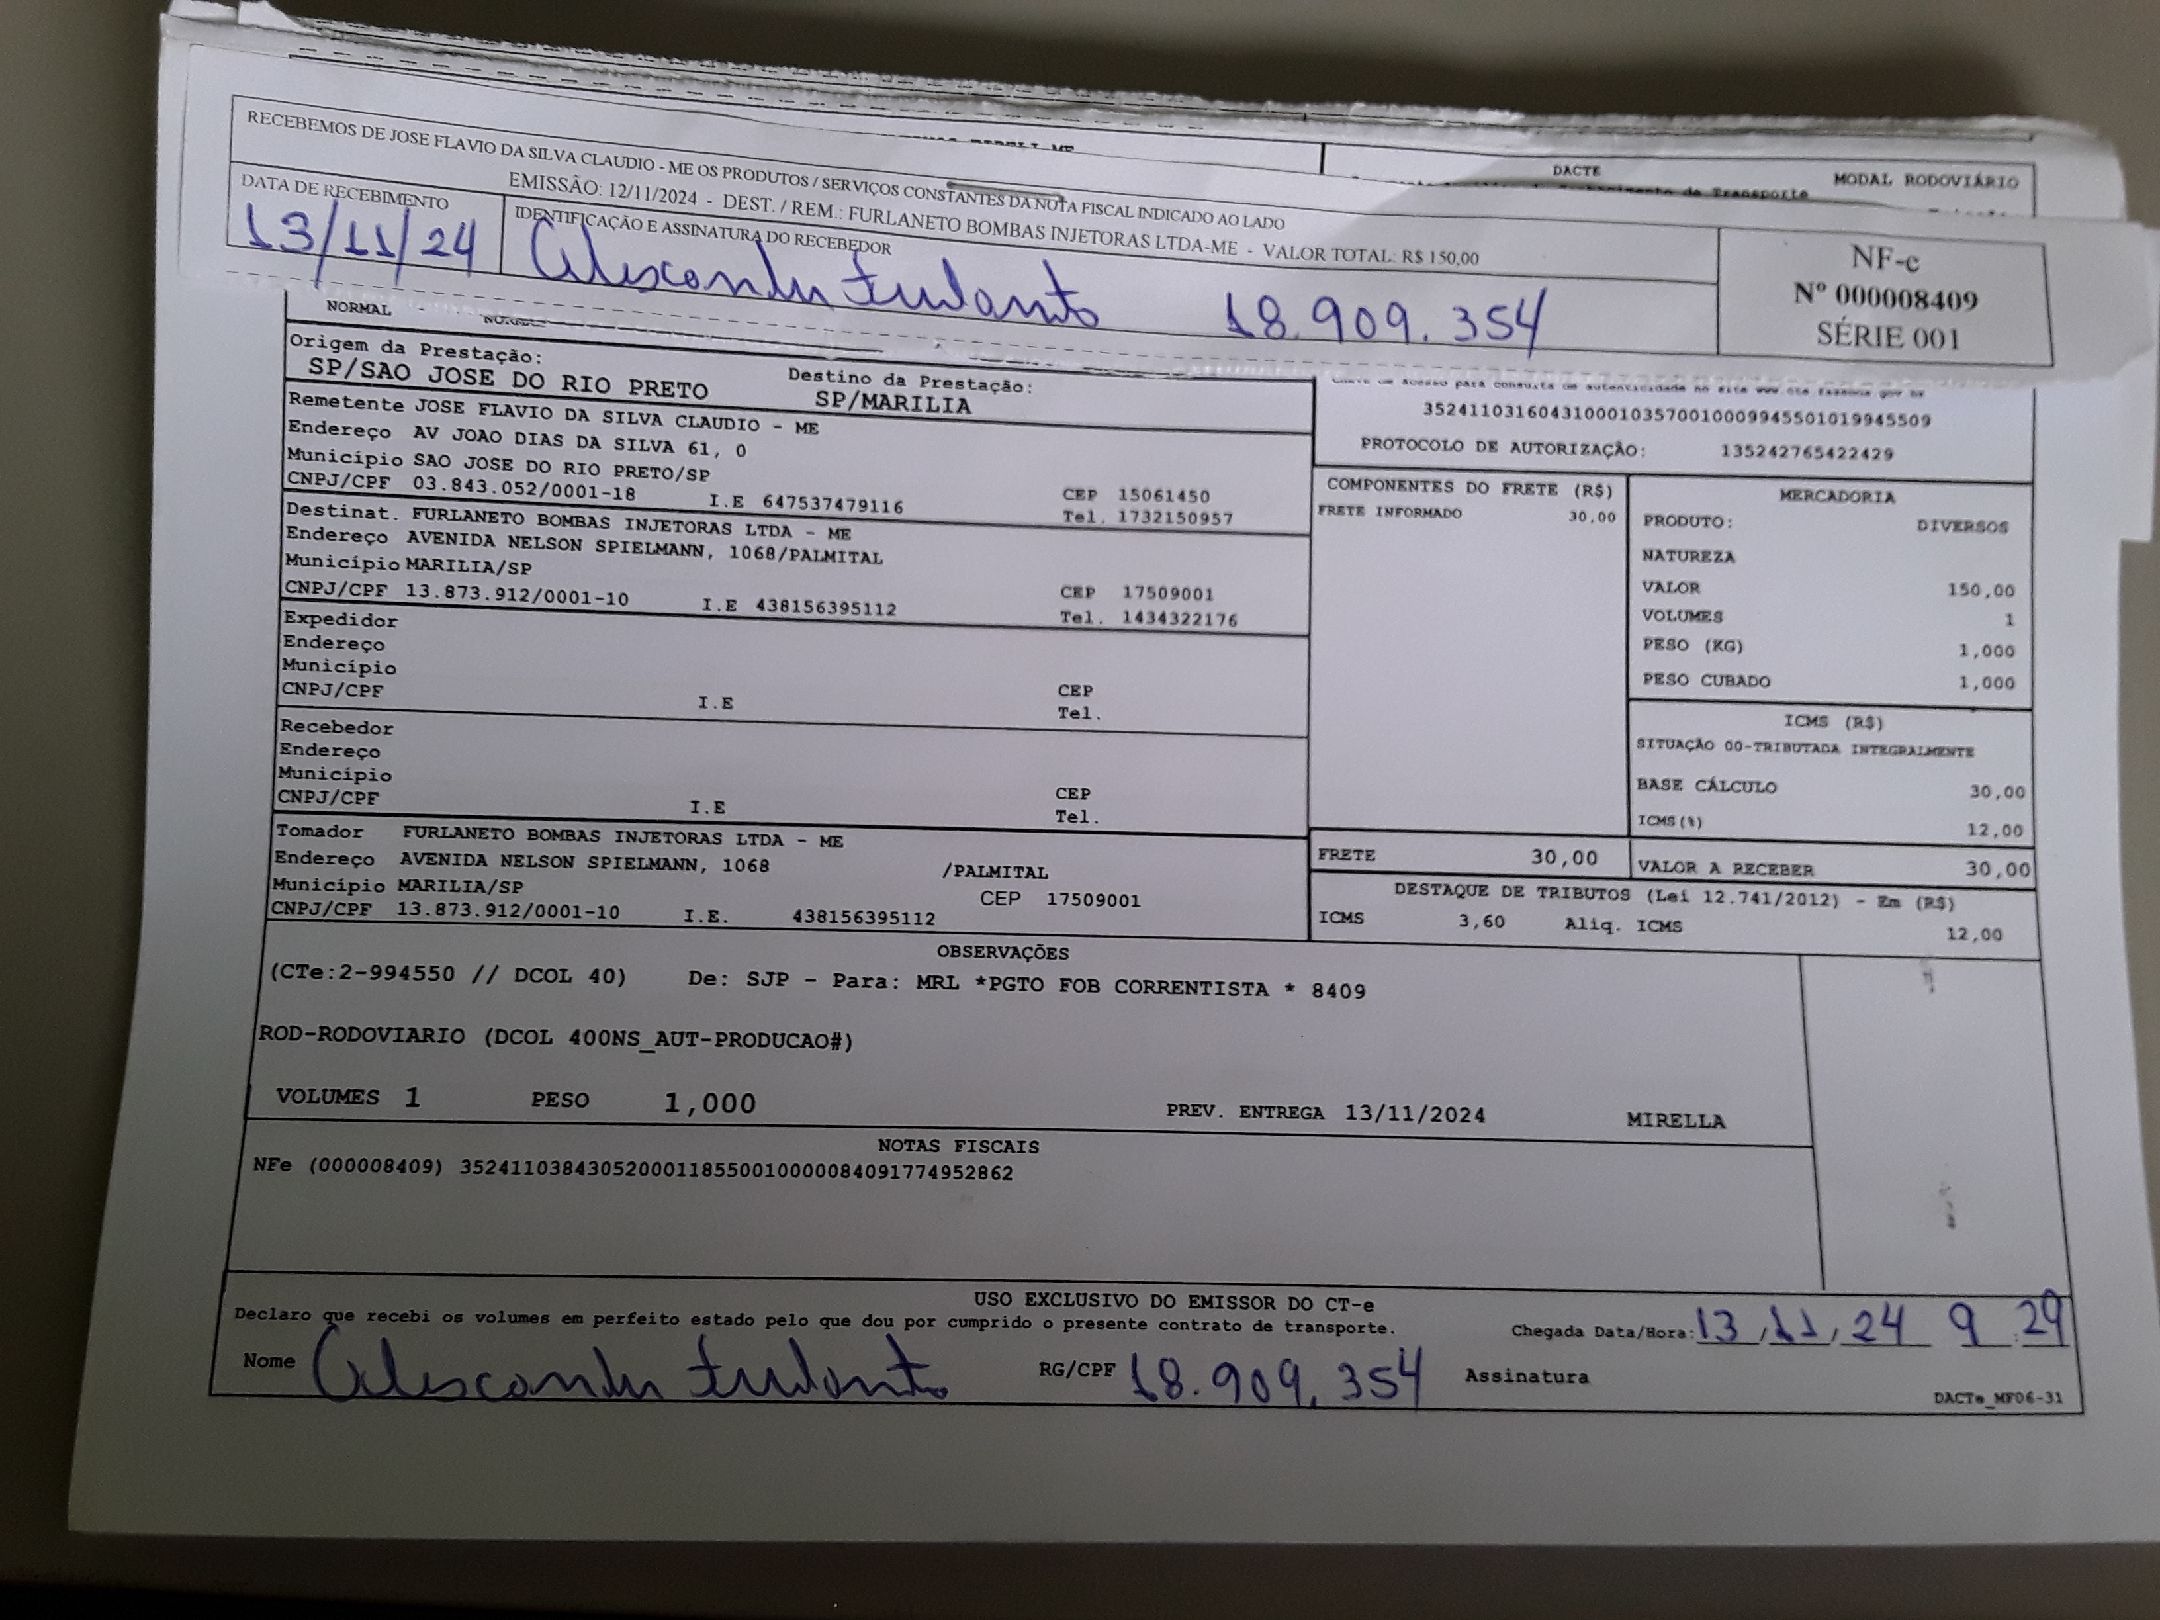 DACTE
MODAL RODOVIÁRIO
RECEBEMOS DE JOSE FLAVIO DA SILVA CLAUDIO - ME OS PRODUTOS / SERVIÇOS CONSTANTES DA NOTA FISCAL INDICADO AO LADO
EMISSÃO: 12/11/2024 - DEST. / REM.: FURLANETO BOMBAS INJETORAS LTDA-ME - VALOR TOTAL: R$ 150,00
DATA DE RECEBIMENTO
13/11/24
IDENTIFICAÇÃO E ASSINATURA DO RECEBEDOR
18.909.354
NF-e
Nº 000008409
SÉRIE 001
NORMAL
Origem da Prestação:
SP/SAO JOSE DO RIO PRETO
Destino da Prestação:
SP/MARILIA
Chave de acesso para consulta de autenticidade no site www.cte.fazenda.gov.br
35241103160431000103570010009945501019945509
PROTOCOLO DE AUTORIZAÇÃO: 135242765422429
Remetente JOSE FLAVIO DA SILVA CLAUDIO - ME
Endereço AV JOAO DIAS DA SILVA 61, 0
Município SAO JOSE DO RIO PRETO/SP
CEP 15061450
CNPJ/CPF 03.843.052/0001-18 I.E 647537479116 Tel. 1732150957
Destinat. FURLANETO BOMBAS INJETORAS LTDA - ME
Endereço AVENIDA NELSON SPIELMANN, 1068/PALMITAL
Município MARILIA/SP
CEP 17509001
CNPJ/CPF 13.873.912/0001-10 I.E 438156395112 Tel. 1434322176
Expedidor
Endereço
Município
CEP
CNPJ/CPF I.E Tel.
Recebedor
Endereço
Município
CEP
CNPJ/CPF I.E Tel.
Tomador FURLANETO BOMBAS INJETORAS LTDA - ME
Endereço AVENIDA NELSON SPIELMANN, 1068 /PALMITAL
Município MARILIA/SP CEP 17509001
CNPJ/CPF 13.873.912/0001-10 I.E. 438156395112
COMPONENTES DO FRETE (R$)
FRETE INFORMADO 30,00
MERCADORIA
PRODUTO: DIVERSOS
NATUREZA
VALOR 150,00
VOLUMES 1
PESO (KG) 1,000
PESO CUBADO 1,000
ICMS (R$)
SITUAÇÃO 00-TRIBUTADA INTEGRALMENTE
BASE CÁLCULO 30,00
ICMS(%) 12,00
FRETE 30,00 VALOR A RECEBER 30,00
DESTAQUE DE TRIBUTOS (Lei 12.741/2012) - Em (R$)
ICMS 3,60 Aliq. ICMS 12,00
OBSERVAÇÕES
(CTe:2-994550 // DCOL 40) De: SJP - Para: MRL *PGTO FOB CORRENTISTA * 8409
ROD-RODOVIARIO (DCOL 400NS_AUT-PRODUCAO#)
VOLUMES 1 PESO 1,000 PREV. ENTREGA 13/11/2024 MIRELLA
NOTAS FISCAIS
NFe (000008409) 35241103843052000118550010000084091774952862
USO EXCLUSIVO DO EMISSOR DO CT-e
Declaro que recebi os volumes em perfeito estado pelo que dou por cumprido o presente contrato de transporte.
Chegada Data/Hora: 13/11/24 9:29
Nome RG/CPF 18.909.354 Assinatura
DACTe_MF06-31